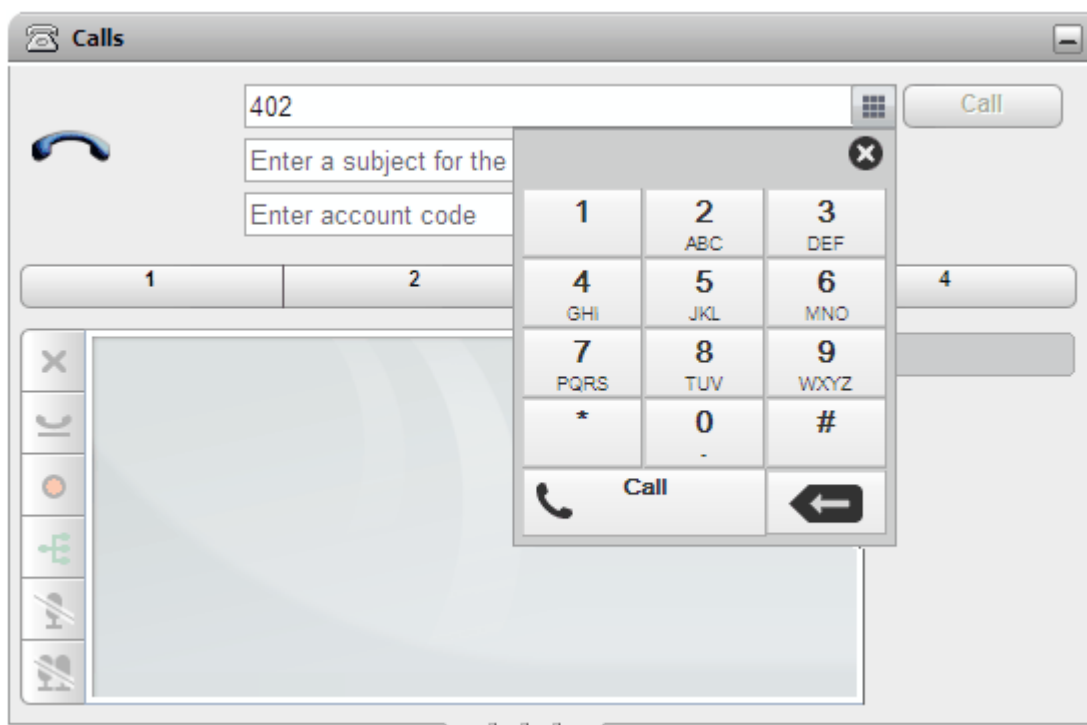 Calls
402
Call
Enter a subject for the
Enter account code
1 2 3
ABC DEF
4 5 6
GHI JKL MNO
7 8 9
PQRS TUV WXYZ
* 0 #
-
Call
1 2 4